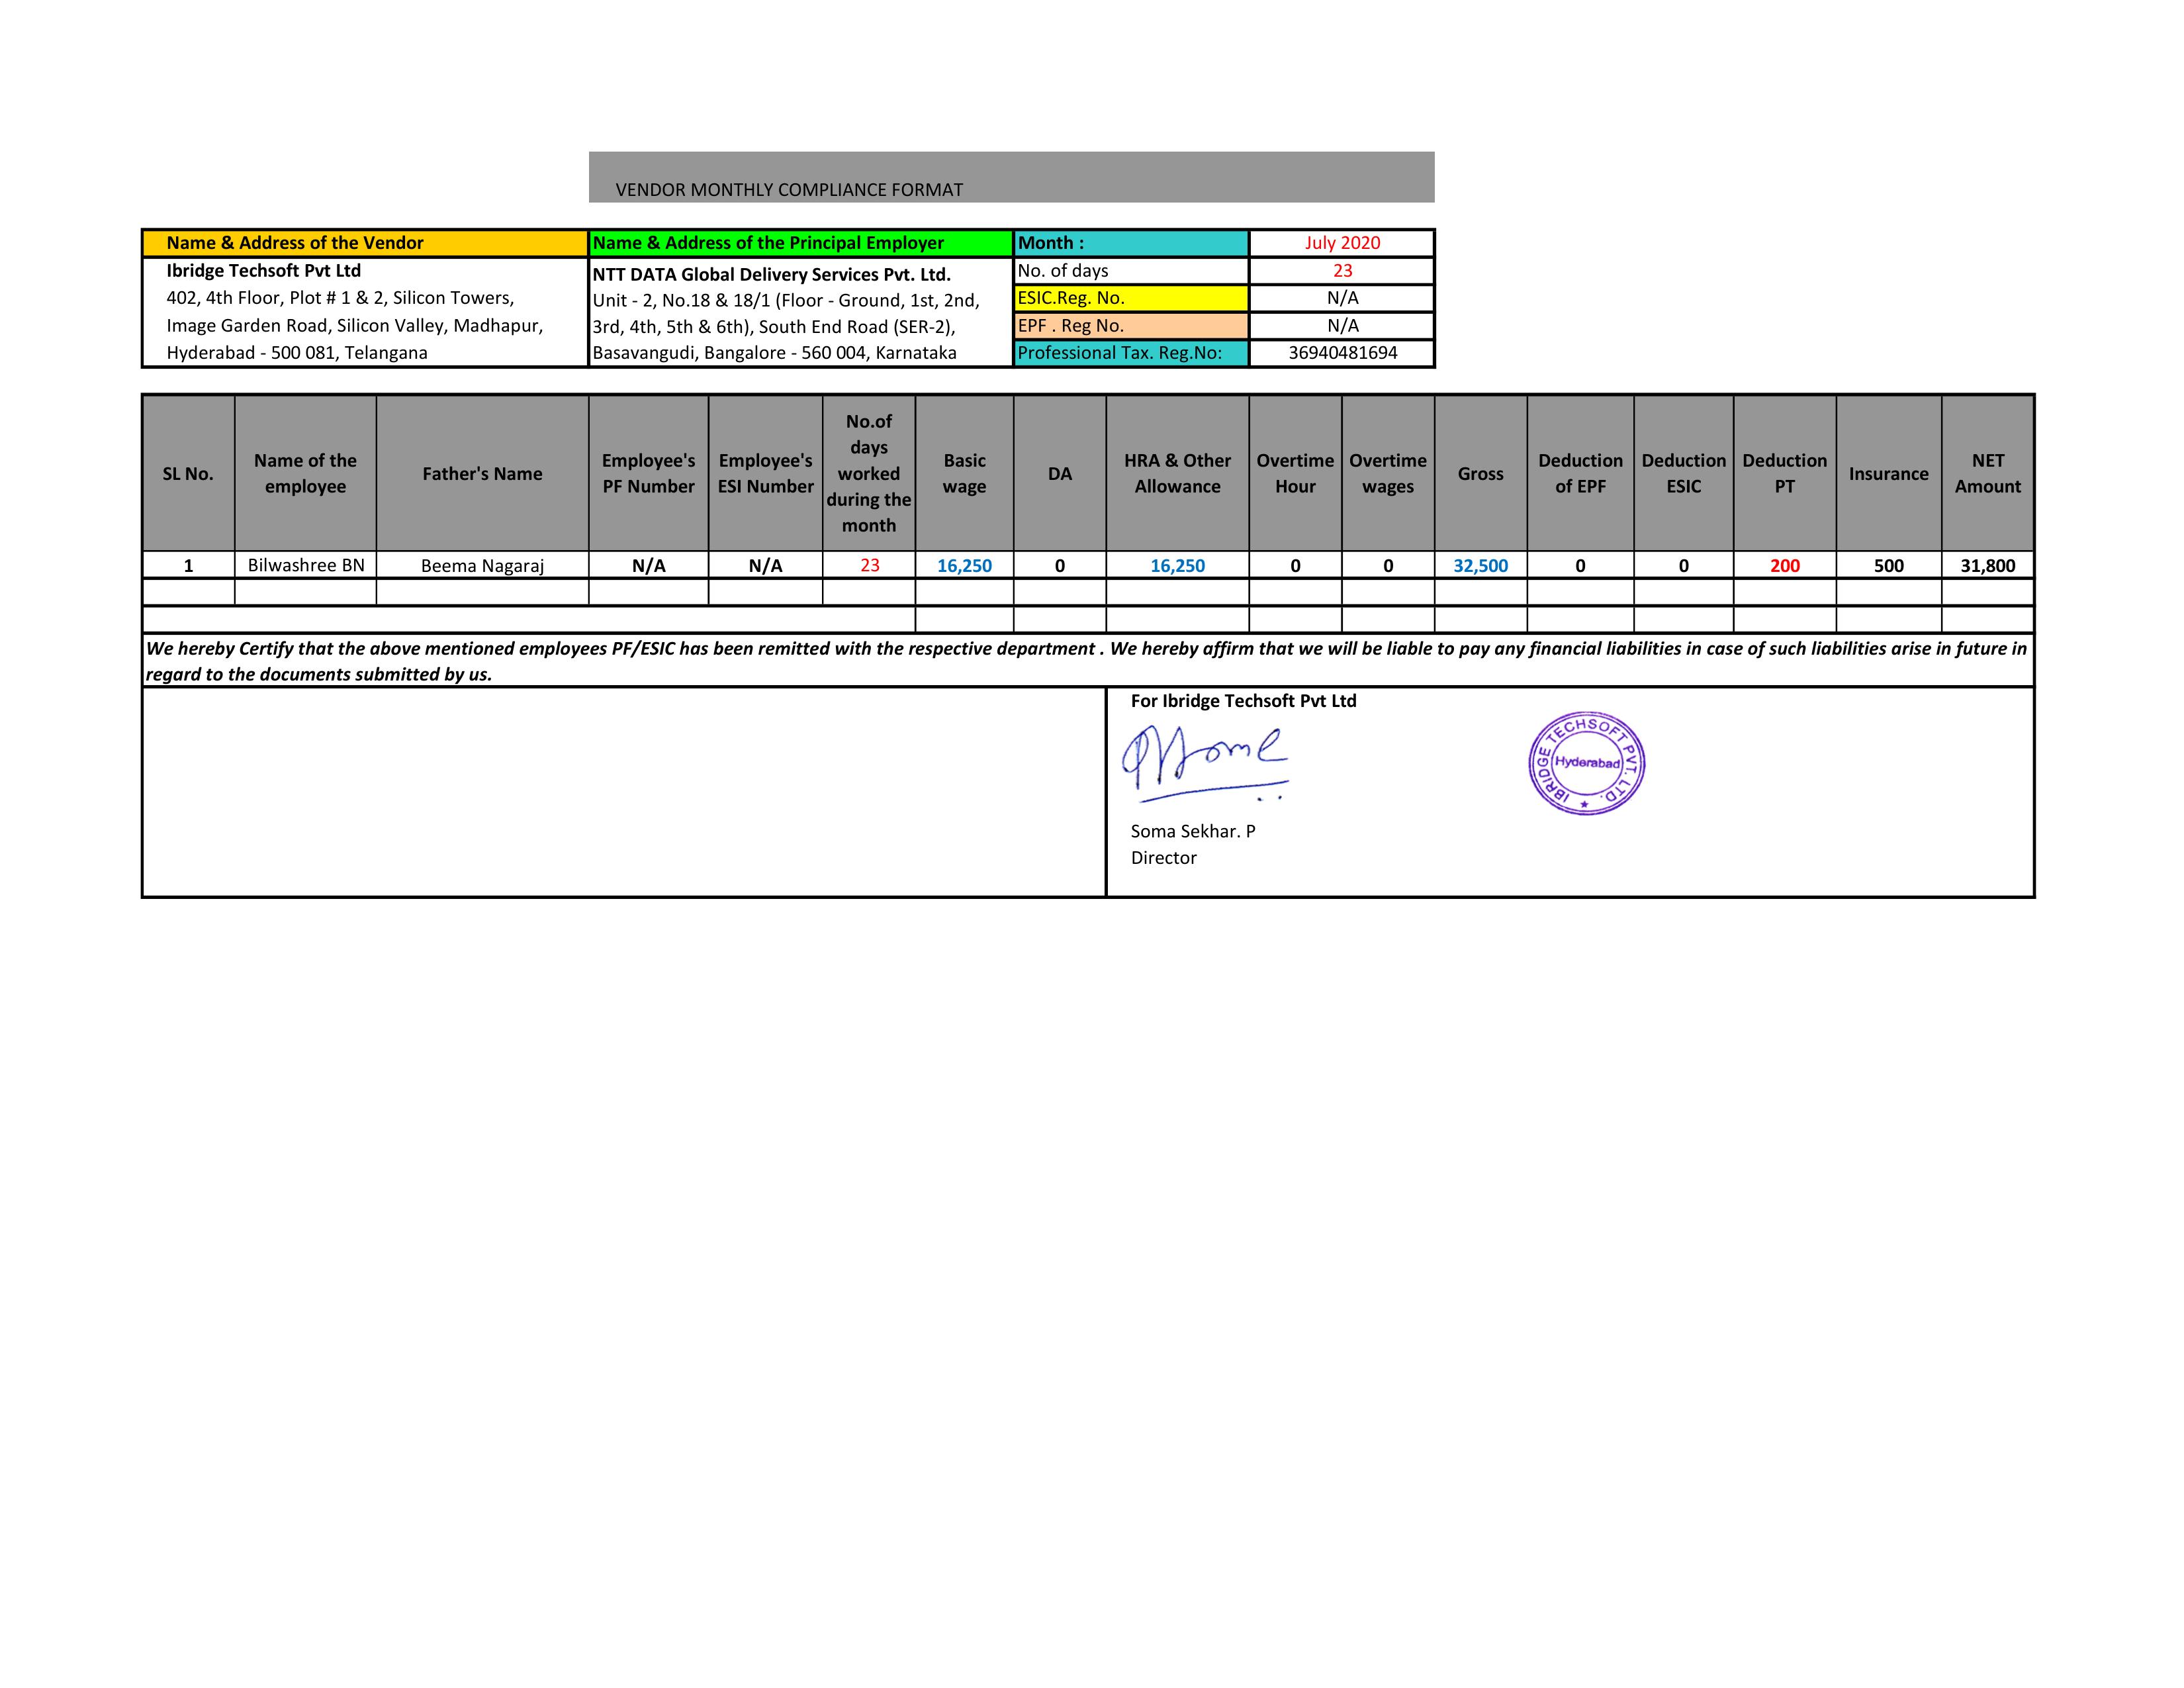 VENDOR MONTHLY COMPLIANCE FORMAT
Name & Address of the Vendor
Ibridge Techsoft Pvt Ltd
402, 4th Floor, Plot # 1 & 2, Silicon Towers,
Image Garden Road, Silicon Valley, Madhapur,
Hyderabad - 500 081, Telangana
Name & Address of the Principal Employer
NTT DATA Global Delivery Services Pvt. Ltd.
Unit - 2, No.18 & 18/1 (Floor - Ground, 1st, 2nd,
3rd, 4th, 5th & 6th), South End Road (SER-2),
Basavangudi, Bangalore - 560 004, Karnataka
Month : July 2020
No. of days 23
ESIC.Reg. No. N/A
EPF . Reg No. N/A
Professional Tax. Reg.No: 36940481694
SL No.
Name of the
employee
Father's Name
Employee's
PF Number
Employee's
ESI Number
No.of
days
worked
during the
month
Basic
wage
DA
HRA & Other
Allowance
Overtime
Hour
Overtime
wages
Gross
Deduction
of EPF
Deduction
ESIC
Deduction
PT
Insurance
NET
Amount
1 Bilwashree BN Beema Nagaraj N/A N/A 23 16,250 0 16,250 0 0 32,500 0 0 200 500 31,800
We hereby Certify that the above mentioned employees PF/ESIC has been remitted with the respective department . We hereby affirm that we will be liable to pay any financial liabilities in case of such liabilities arise in future in
regard to the documents submitted by us.
For Ibridge Techsoft Pvt Ltd
IBRIDGE TECHSOFT PVT. LTD.
Hyderabad
Soma Sekhar. P
Director